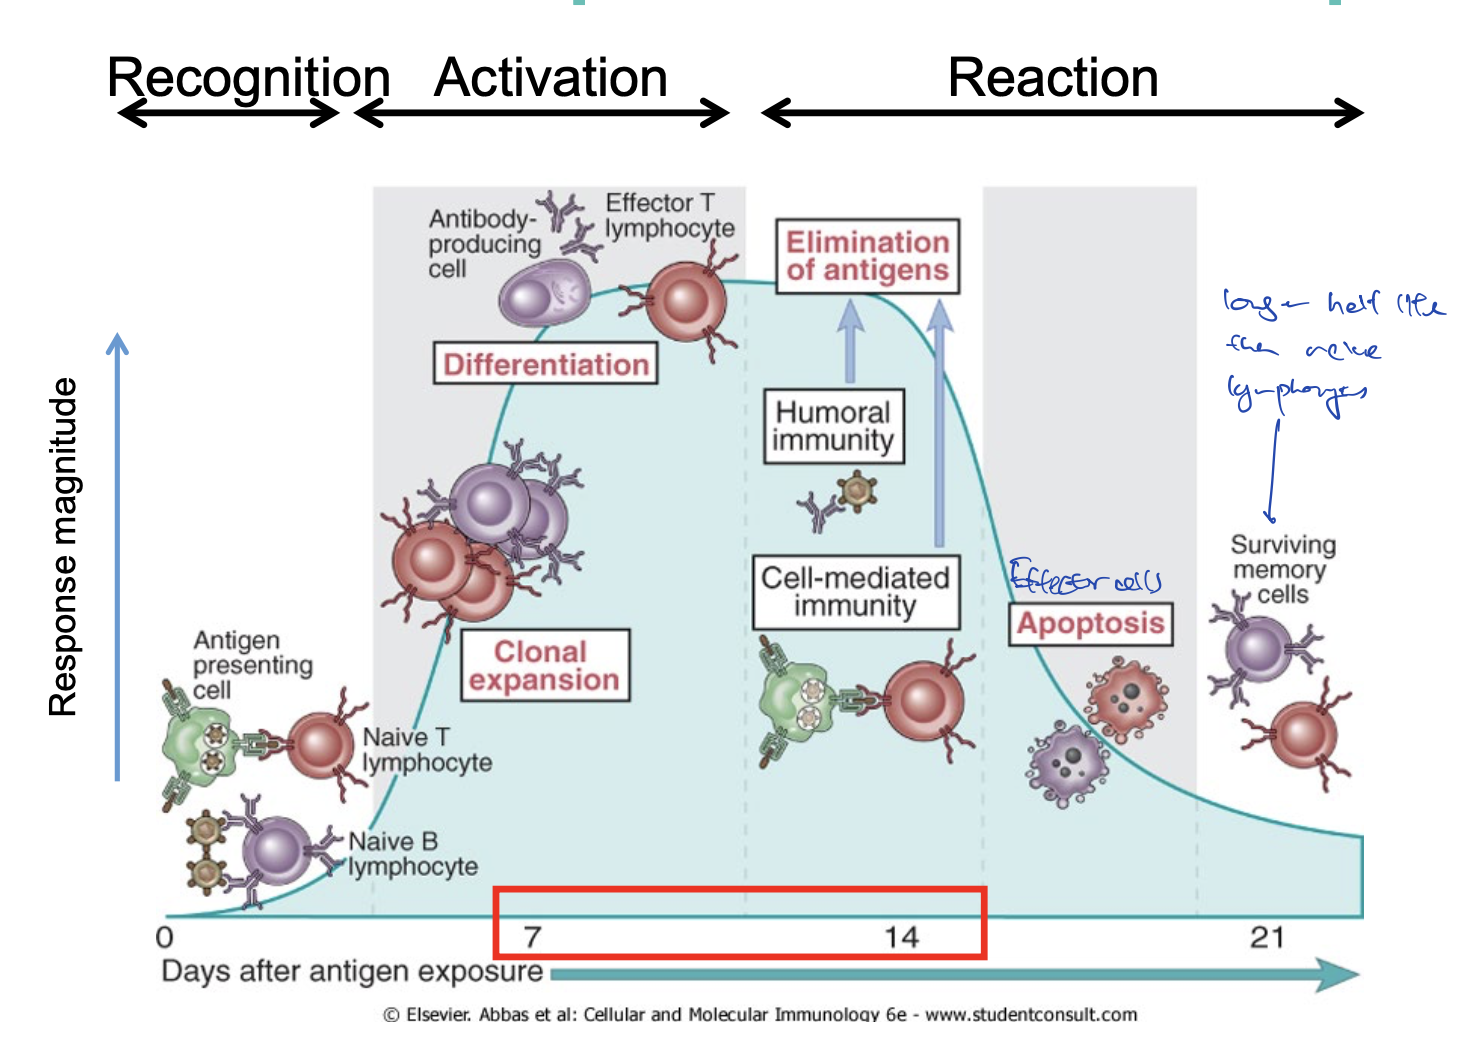 Recognition
Activation
Reaction
Response magnitude
Antibody-
producing
cell
Effector T
lymphocyte
Differentiation
Clonal
expansion
Antigen
presenting
cell
Naive T
lymphocyte
Naive B
lymphocyte
Elimination
of antigens
Humoral
immunity
Cell-mediated
immunity
Effector cells
Apoptosis
longer half life
than
Surviving
memory
cells
0
7
14
21
Days after antigen exposure
© Elsevier. Abbas et al: Cellular and Molecular Immunology 6e - www.studentconsult.com